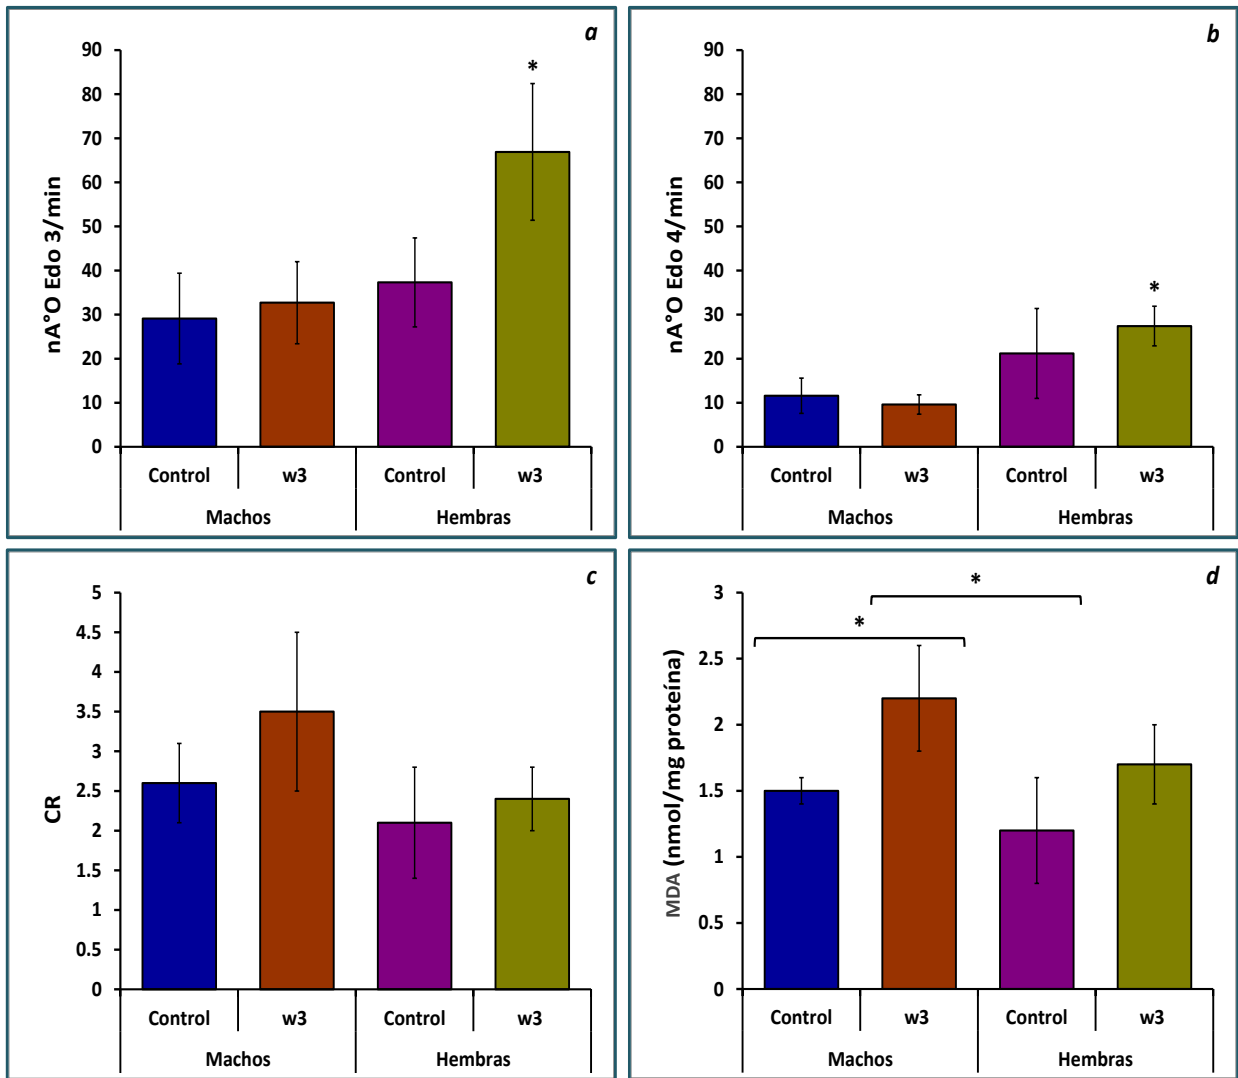 a
90
80
70
60
50
40
30
20
10
0
nA°O Edo 3/min
*
Control w3 Control w3
Machos Hembras
b
90
80
70
60
50
40
30
20
10
0
nA°O Edo 4/min
*
Control w3 Control w3
Machos Hembras
c
5
4.5
4
3.5
3
2.5
2
1.5
1
0.5
0
CR
Control w3 Control w3
Machos Hembras
d
3
2.5
2
1.5
1
0.5
0
MDA (nmol/mg proteína)
*
*
Control w3 Control w3
Machos Hembras